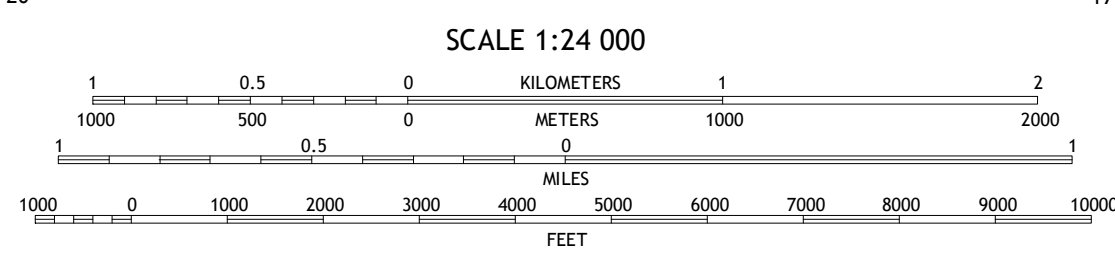 SCALE 1:24 000
1 0.5 0 KILOMETERS 1 2
1000 500 0 METERS 1000 2000
1 0.5 0 1
MILES
1000 0 1000 2000 3000 4000 5000 6000 7000 8000 9000 10000
FEET